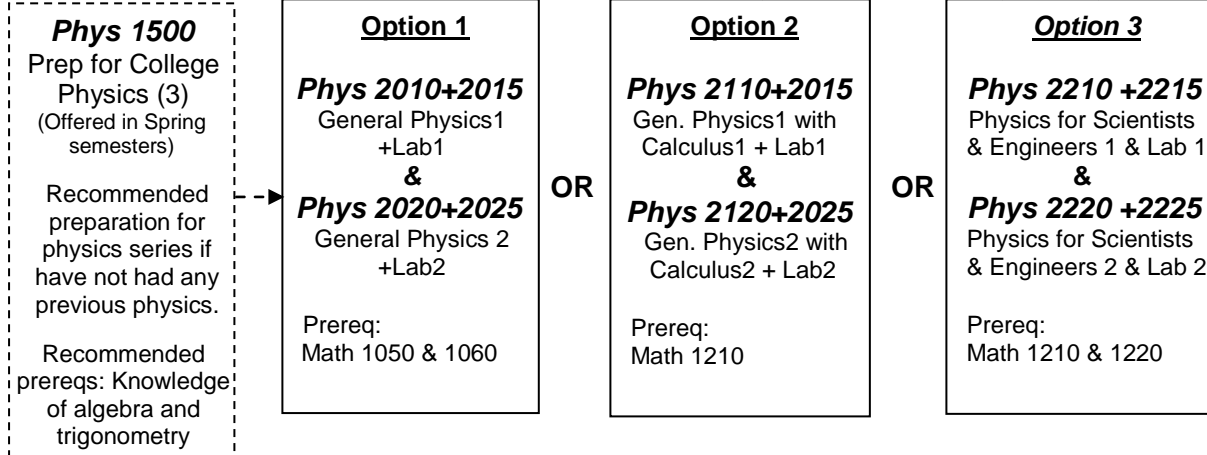 Phys 1500
Prep for College
Physics (3)
(Offered in Spring
semesters)
Recommended
preparation for
physics series if
have not had any
previous physics.
Recommended
prereqs: Knowledge
of algebra and
trigonometry
Option 1
Phys 2010+2015
General Physics1
+Lab1
&
Phys 2020+2025
General Physics 2
+Lab2
Prereq:
Math 1050 & 1060
OR
Option 2
Phys 2110+2015
Gen. Physics1 with
Calculus1 + Lab1
&
Phys 2120+2025
Gen. Physics2 with
Calculus2 + Lab2
Prereq:
Math 1210
OR
Option 3
Phys 2210 +2215
Physics for Scientists
& Engineers 1 & Lab 1
&
Phys 2220 +2225
Physics for Scientists
& Engineers 2 & Lab 2
Prereq:
Math 1210 & 1220